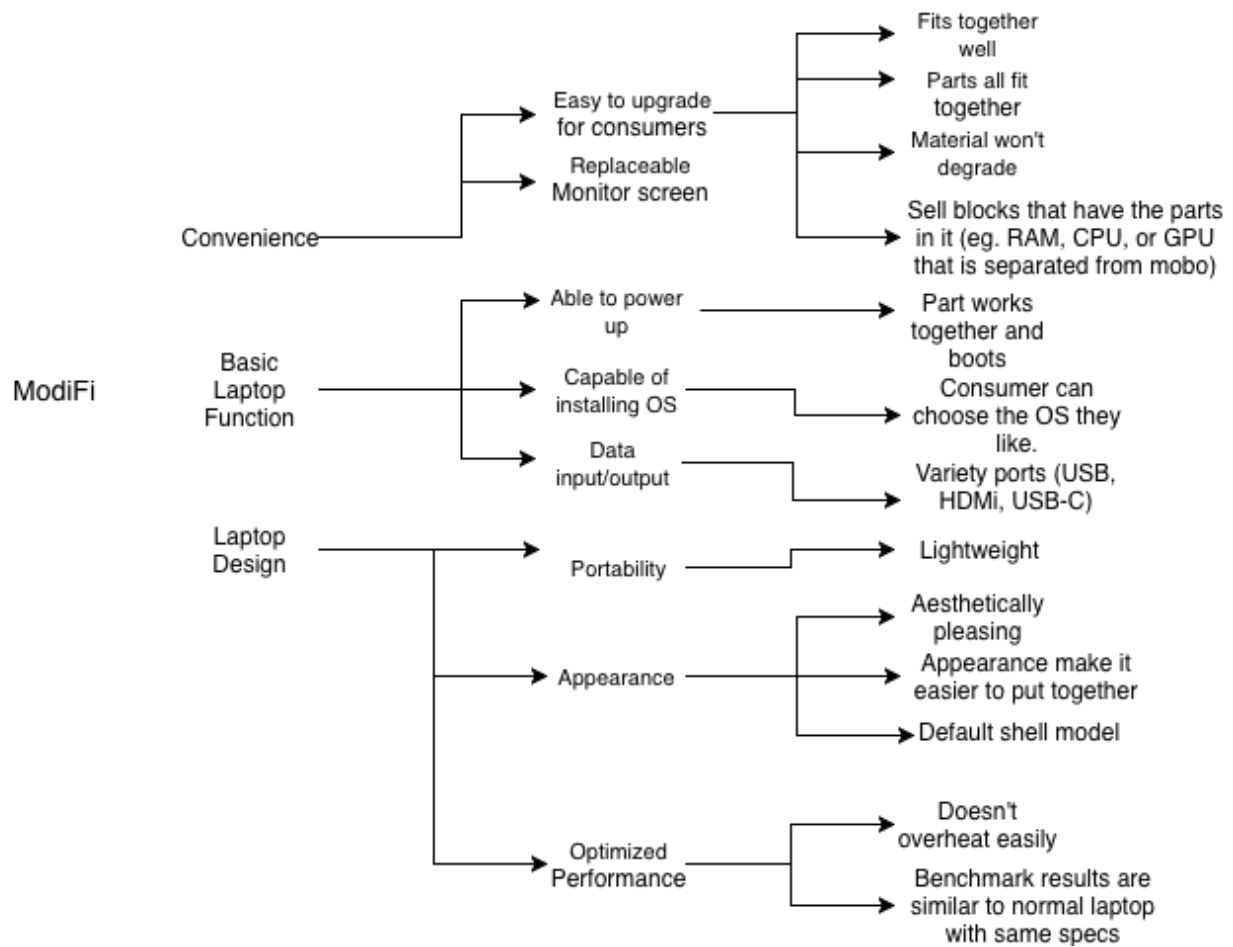 ModiFi
Convenience
Easy to upgrade
for consumers
Replaceable
Monitor screen
Fits together
well
Parts all fit
together
Material won't
degrade
Sell blocks that have the parts
in it (eg. RAM, CPU, or GPU
that is separated from mobo)
Basic
Laptop
Function
Able to power
up
Part works
together and
boots
Capable of
installing OS
Consumer can
choose the OS they
like.
Data
input/output
Variety ports (USB,
HDMi, USB-C)
Laptop
Design
Portability
Lightweight
Appearance
Aesthetically
pleasing
Appearance make it
easier to put together
Default shell model
Optimized
Performance
Doesn't
overheat easily
Benchmark results are
similar to normal laptop
with same specs